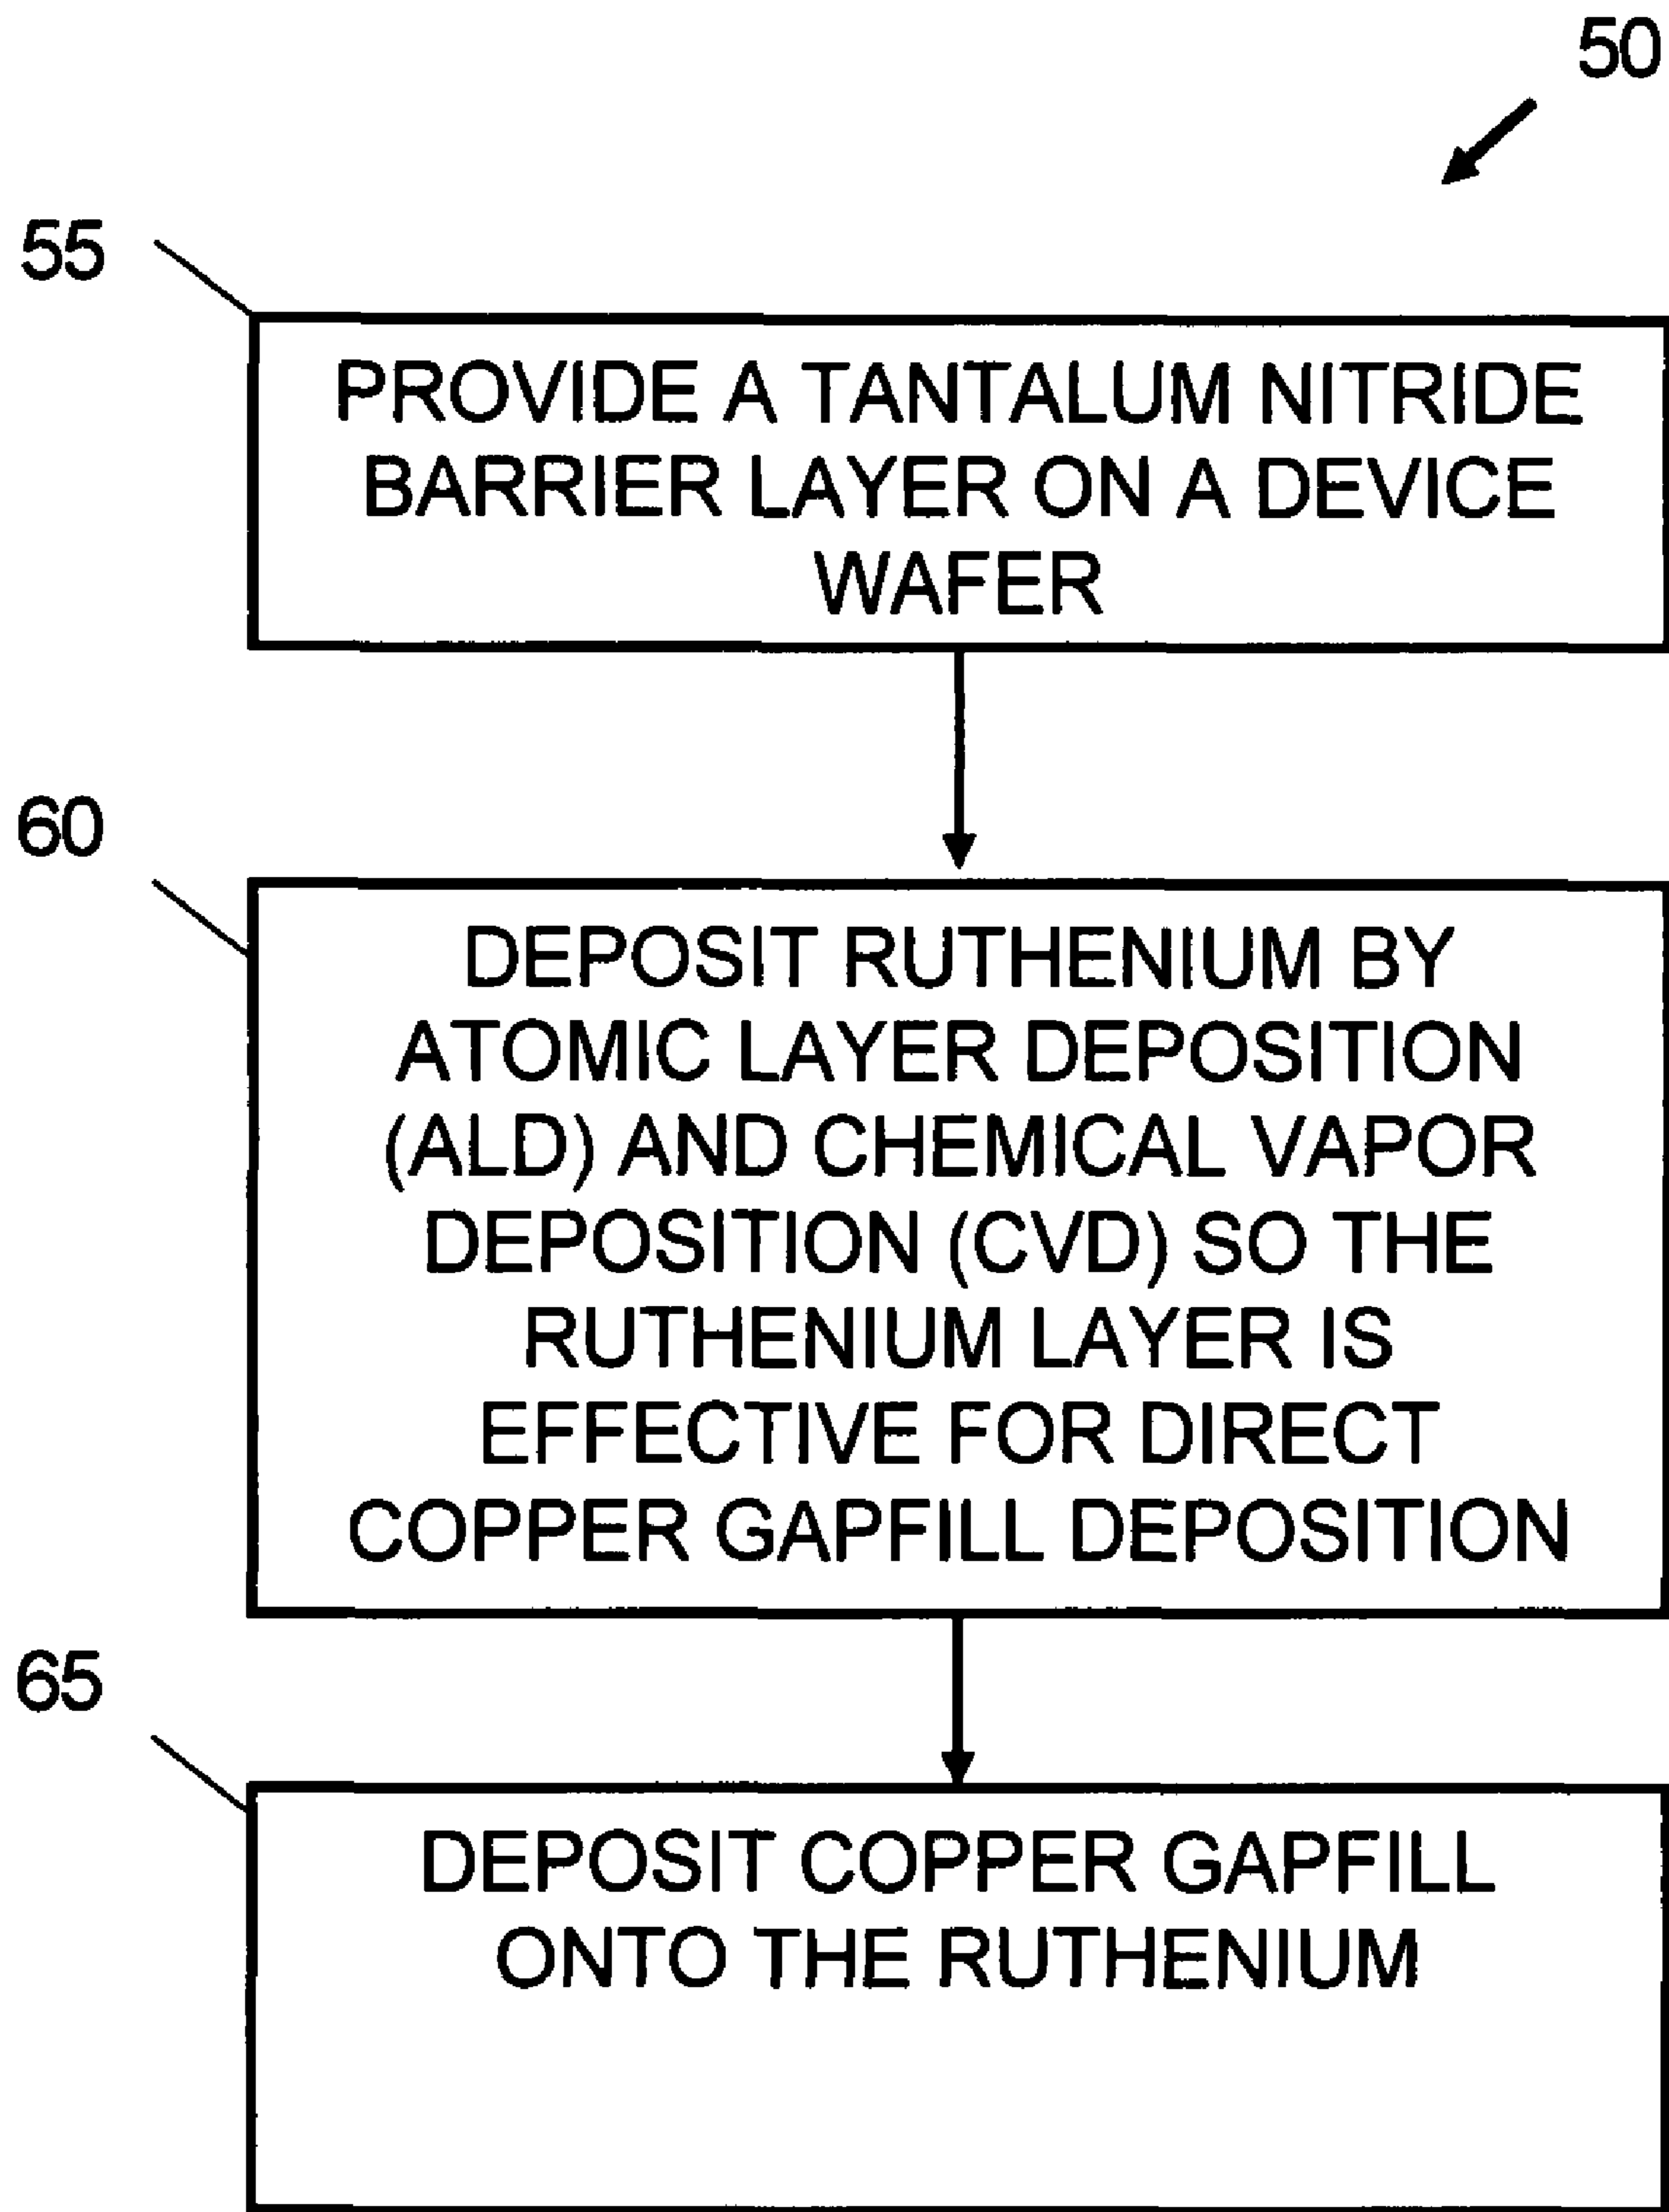 50
55
PROVIDE A TANTALUM NITRIDE
BARRIER LAYER ON A DEVICE
WAFER
60
DEPOSIT RUTHENIUM BY
ATOMIC LAYER DEPOSITION
(ALD) AND CHEMICAL VAPOR
DEPOSITION (CVD) SO THE
RUTHENIUM LAYER IS
EFFECTIVE FOR DIRECT
COPPER GAPFILL DEPOSITION
65
DEPOSIT COPPER GAPFILL
ONTO THE RUTHENIUM